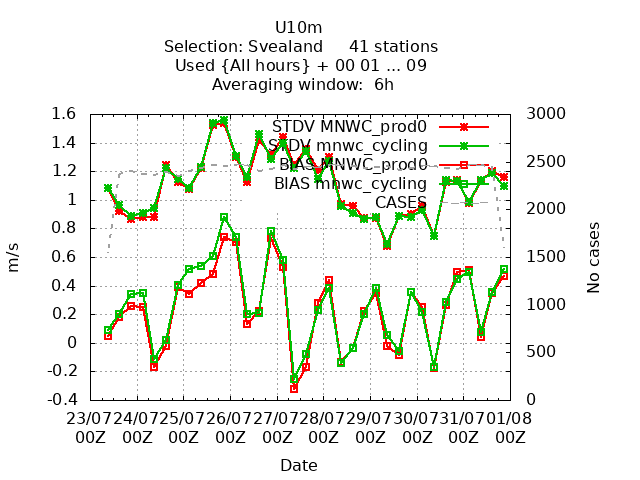 U10m
Selection: Svealand 41 stations
Used {All hours} + 00 01 ... 09
Averaging window: 6h
1.6
1.4
1.2
1
0.8
0.6
0.4
0.2
0
-0.2
-0.4
m/s
3000
2500
2000
1500
1000
500
0
No cases
STDV MNWC_prod0
STDV mnwc_cycling
BIAS MNWC_prod0
BIAS mnwc_cycling
CASES
23/07 24/07 25/07 26/07 27/07 28/07 29/07 30/07 31/07 01/08
00Z 00Z 00Z 00Z 00Z 00Z 00Z 00Z 00Z 00Z
Date